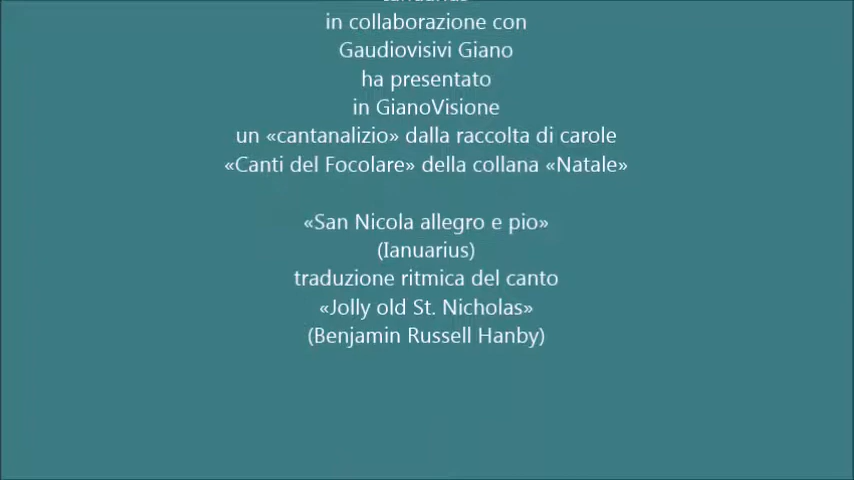 in collaborazione con
Gaudiovisivi Giano
ha presentato
in GianoVisione
un «cantanalizio» dalla raccolta di carole
«Canti del Focolare» della collana «Natale»
«San Nicola allegro e pio»
(Ianuarius)
traduzione ritmica del canto
«Jolly old St. Nicholas»
(Benjamin Russell Hanby)